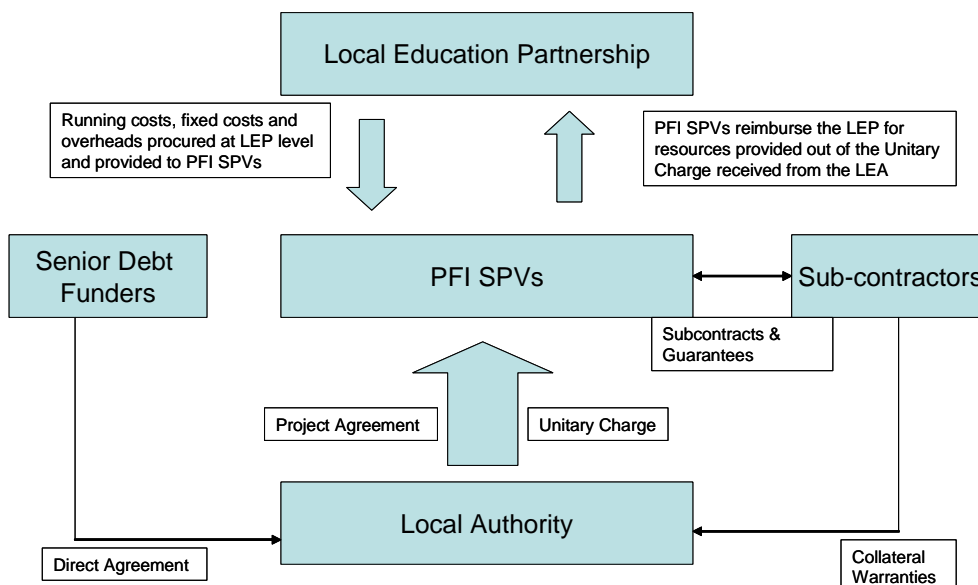 Local Education Partnership
Running costs, fixed costs and
overheads procured at LEP level
and provided to PFI SPVs
PFI SPVs reimburse the LEP for
resources provided out of the Unitary
Charge received from the LEA
Senior Debt
Funders
PFI SPVs
Sub-contractors
Subcontracts &
Guarantees
Project Agreement
Unitary Charge
Local Authority
Direct Agreement
Collateral
Warranties